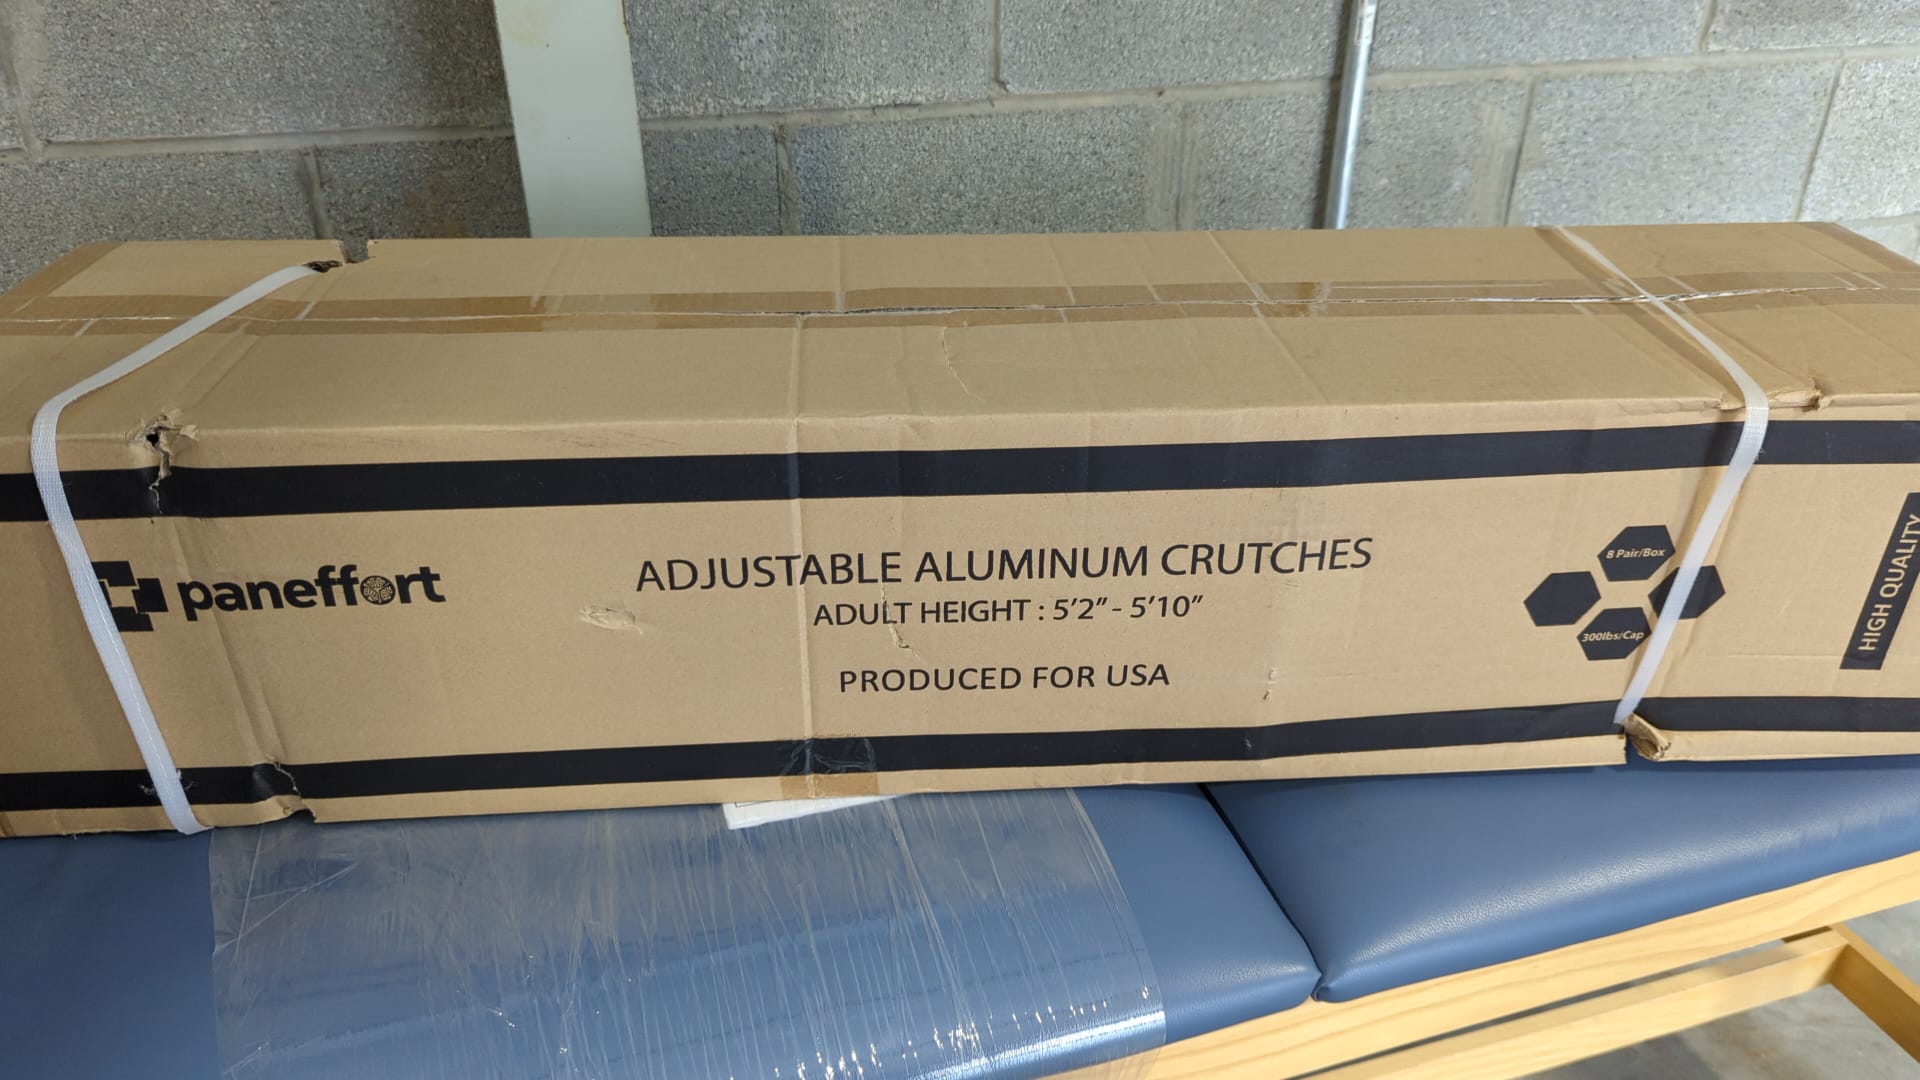 paneffort
ADJUSTABLE ALUMINUM CRUTCHES
ADULT HEIGHT : 5'2" - 5'10"
PRODUCED FOR USA
8 Pair/Box
300lbs/Cap
HIGH QUALITY